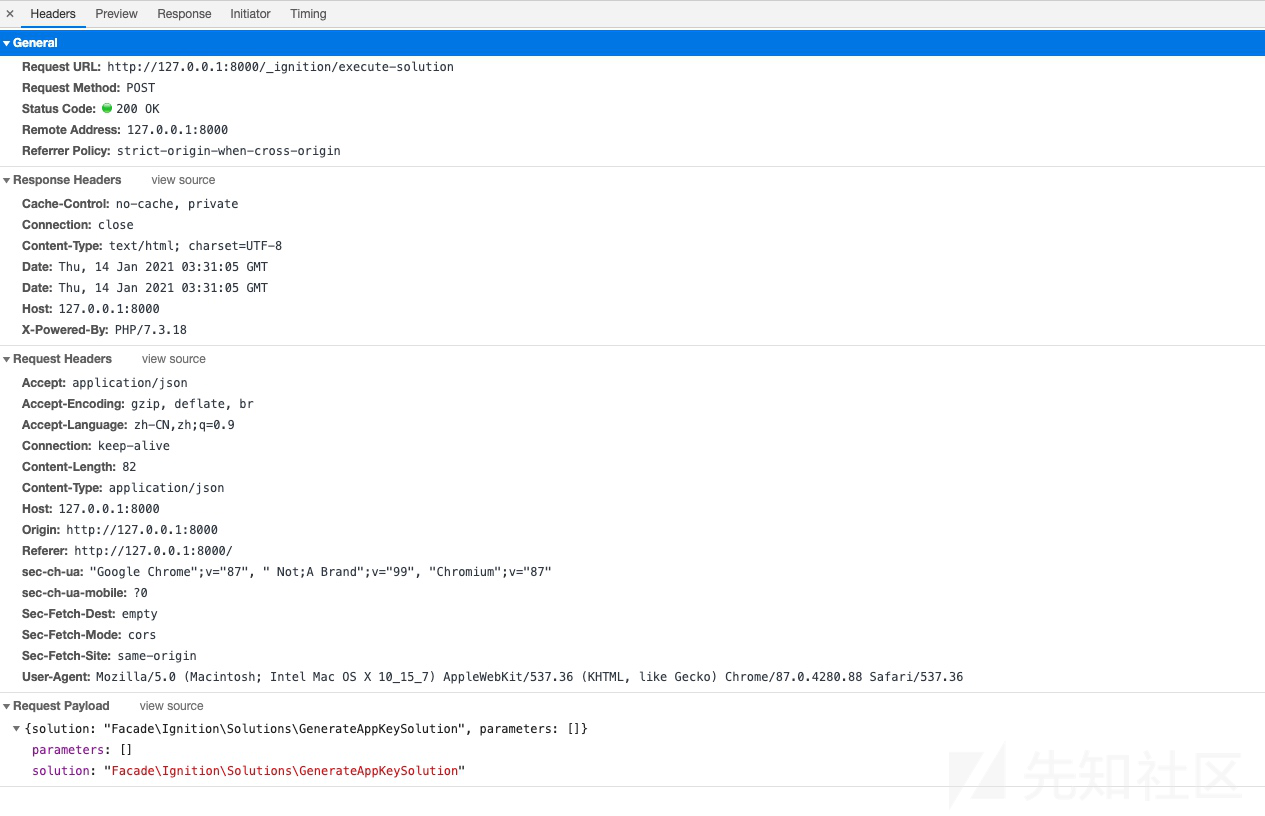 × Headers Preview Response Initiator Timing
General
Request URL: http://127.0.0.1:8000/_ignition/execute-solution
Request Method: POST
Status Code: 200 OK
Remote Address: 127.0.0.1:8000
Referrer Policy: strict-origin-when-cross-origin
Response Headers view source
Cache-Control: no-cache, private
Connection: close
Content-Type: text/html; charset=UTF-8
Date: Thu, 14 Jan 2021 03:31:05 GMT
Date: Thu, 14 Jan 2021 03:31:05 GMT
Host: 127.0.0.1:8000
X-Powered-By: PHP/7.3.18
Request Headers view source
Accept: application/json
Accept-Encoding: gzip, deflate, br
Accept-Language: zh-CN,zh;q=0.9
Connection: keep-alive
Content-Length: 82
Content-Type: application/json
Host: 127.0.0.1:8000
Origin: http://127.0.0.1:8000
Referer: http://127.0.0.1:8000/
sec-ch-ua: "Google Chrome";v="87", " Not;A Brand";v="99", "Chromium";v="87"
sec-ch-ua-mobile: ?0
Sec-Fetch-Dest: empty
Sec-Fetch-Mode: cors
Sec-Fetch-Site: same-origin
User-Agent: Mozilla/5.0 (Macintosh; Intel Mac OS X 10_15_7) AppleWebKit/537.36 (KHTML, like Gecko) Chrome/87.0.4280.88 Safari/537.36
Request Payload view source
{solution: "Facade\Ignition\Solutions\GenerateAppKeySolution", parameters: []}
parameters: []
solution: "Facade\Ignition\Solutions\GenerateAppKeySolution"
先知社区